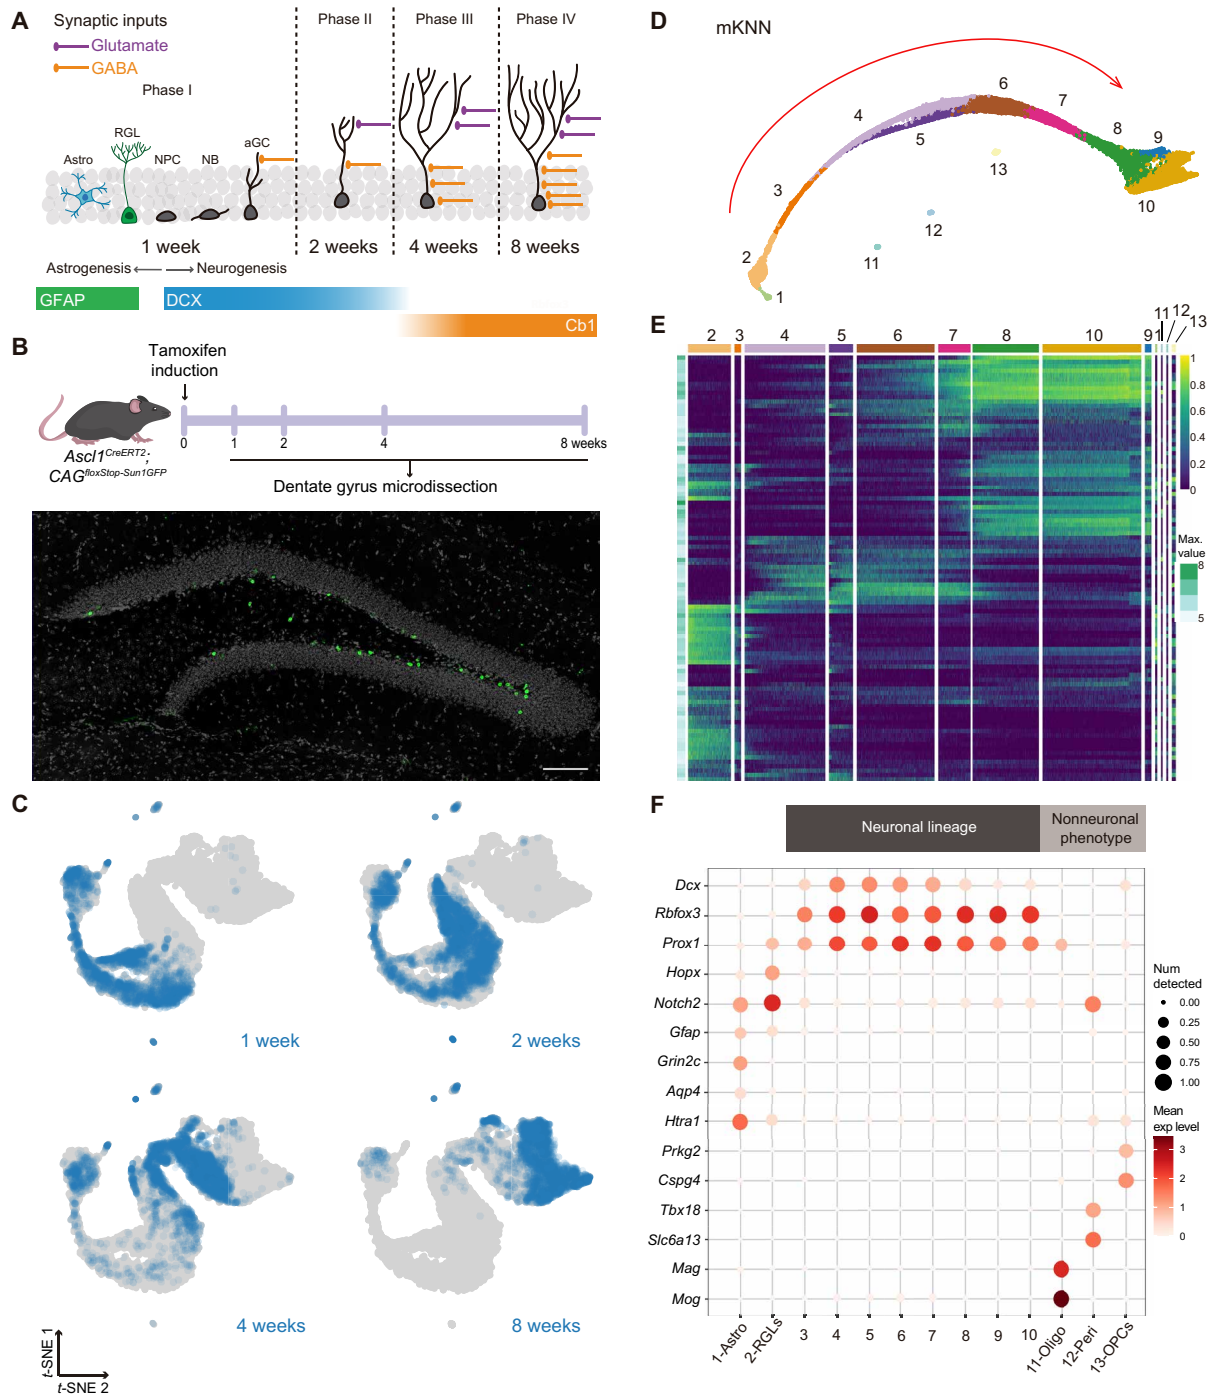 A
Synaptic inputs
Glutamate
GABA
Phase I
Phase II
Phase III
Phase IV
Astro
RGL
NPC
NB
aGC
1 week
2 weeks
4 weeks
8 weeks
Astrogenesis
Neurogenesis
GFAP
DCX
Cb1
B
Tamoxifen
induction
0
1
2
4
8 weeks
Ascl1CreERT2;
CAGfloxStop-Sun1GFP
Dentate gyrus microdissection
C
1 week
2 weeks
4 weeks
8 weeks
t-SNE 1
t-SNE 2
D
mKNN
1
2
3
4
5
6
7
8
9
10
11
12
13
E
2
3
4
5
6
7
8
10
9
1
11
12
13
1
0.8
0.6
0.4
0.2
0
Max.
value
8
5
F
Neuronal lineage
Nonneuronal
phenotype
Dcx
Rbfox3
Prox1
Hopx
Notch2
Gfap
Grin2c
Aqp4
Htra1
Prkg2
Cspg4
Tbx18
Slc6a13
Mag
Mog
1-Astro
2-RGLs
3
4
5
6
7
8
9
10
11-Oligo
12-Peri
13-OPCs
Num
detected
0.00
0.25
0.50
0.75
1.00
Mean
exp level
3
2
1
0